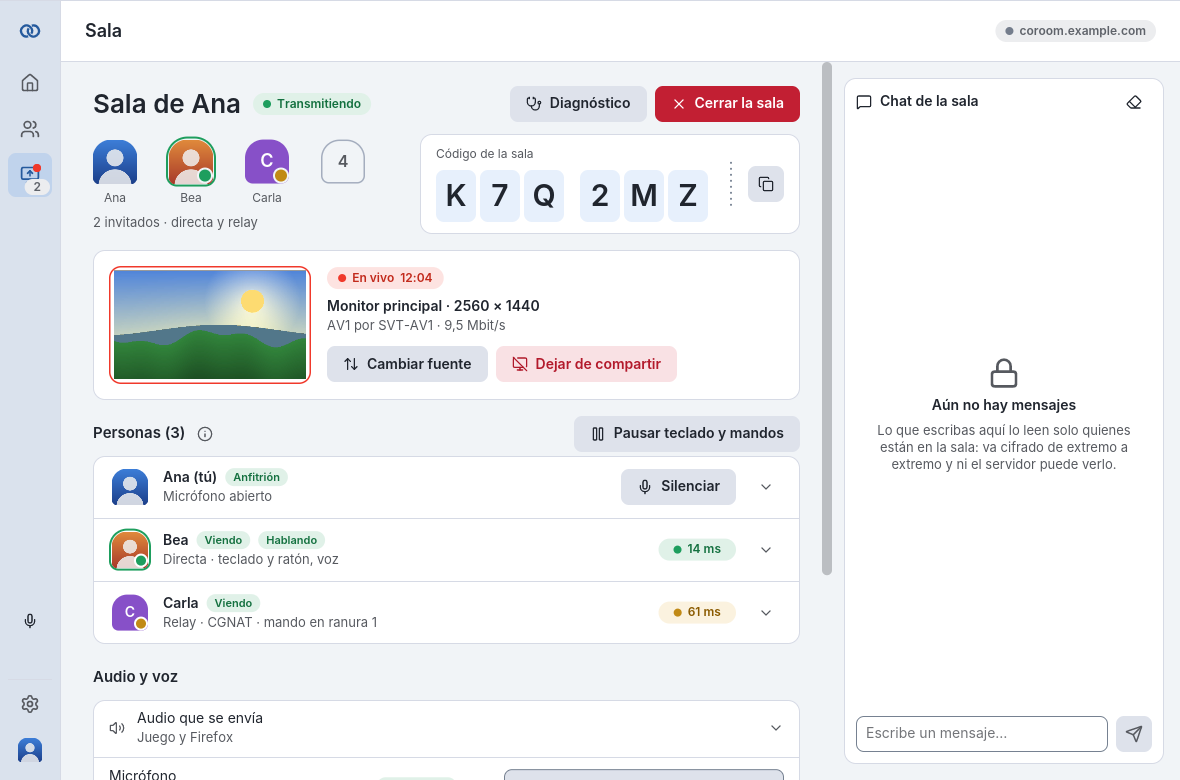 Sala
coroom.example.com
2
Sala de Ana
Transmitiendo
Diagnóstico
Cerrar la sala
C
4
Ana
Bea
Carla
2 invitados · directa y relay
Código de la sala
K 7 Q 2 M Z
En vivo 12:04
Monitor principal · 2560 × 1440
AV1 por SVT-AV1 · 9,5 Mbit/s
Cambiar fuente
Dejar de compartir
Personas (3)
Pausar teclado y mandos
Ana (tú) Anfitrión
Micrófono abierto
Silenciar
Bea Viendo Hablando
Directa · teclado y ratón, voz
14 ms
C
Carla Viendo
Relay · CGNAT · mando en ranura 1
61 ms
Audio y voz
Audio que se envía
Juego y Firefox
Micrófono
Chat de la sala
Aún no hay mensajes
Lo que escribas aquí lo leen solo quienes
están en la sala: va cifrado de extremo a
extremo y ni el servidor puede verlo.
Escribe un mensaje...